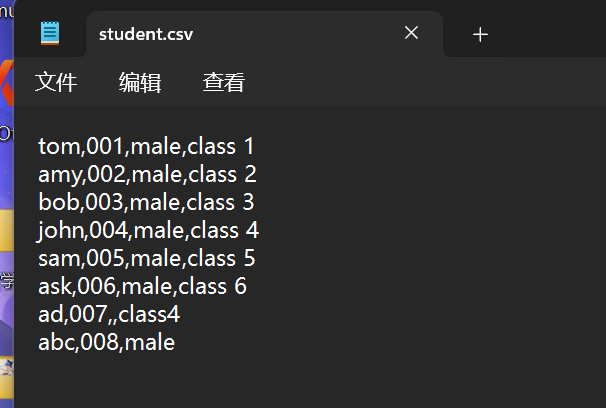 student.csv
文件 编辑 查看
tom,001,male,class 1
amy,002,male,class 2
bob,003,male,class 3
john,004,male,class 4
sam,005,male,class 5
ask,006,male,class 6
ad,007,,class4
abc,008,male